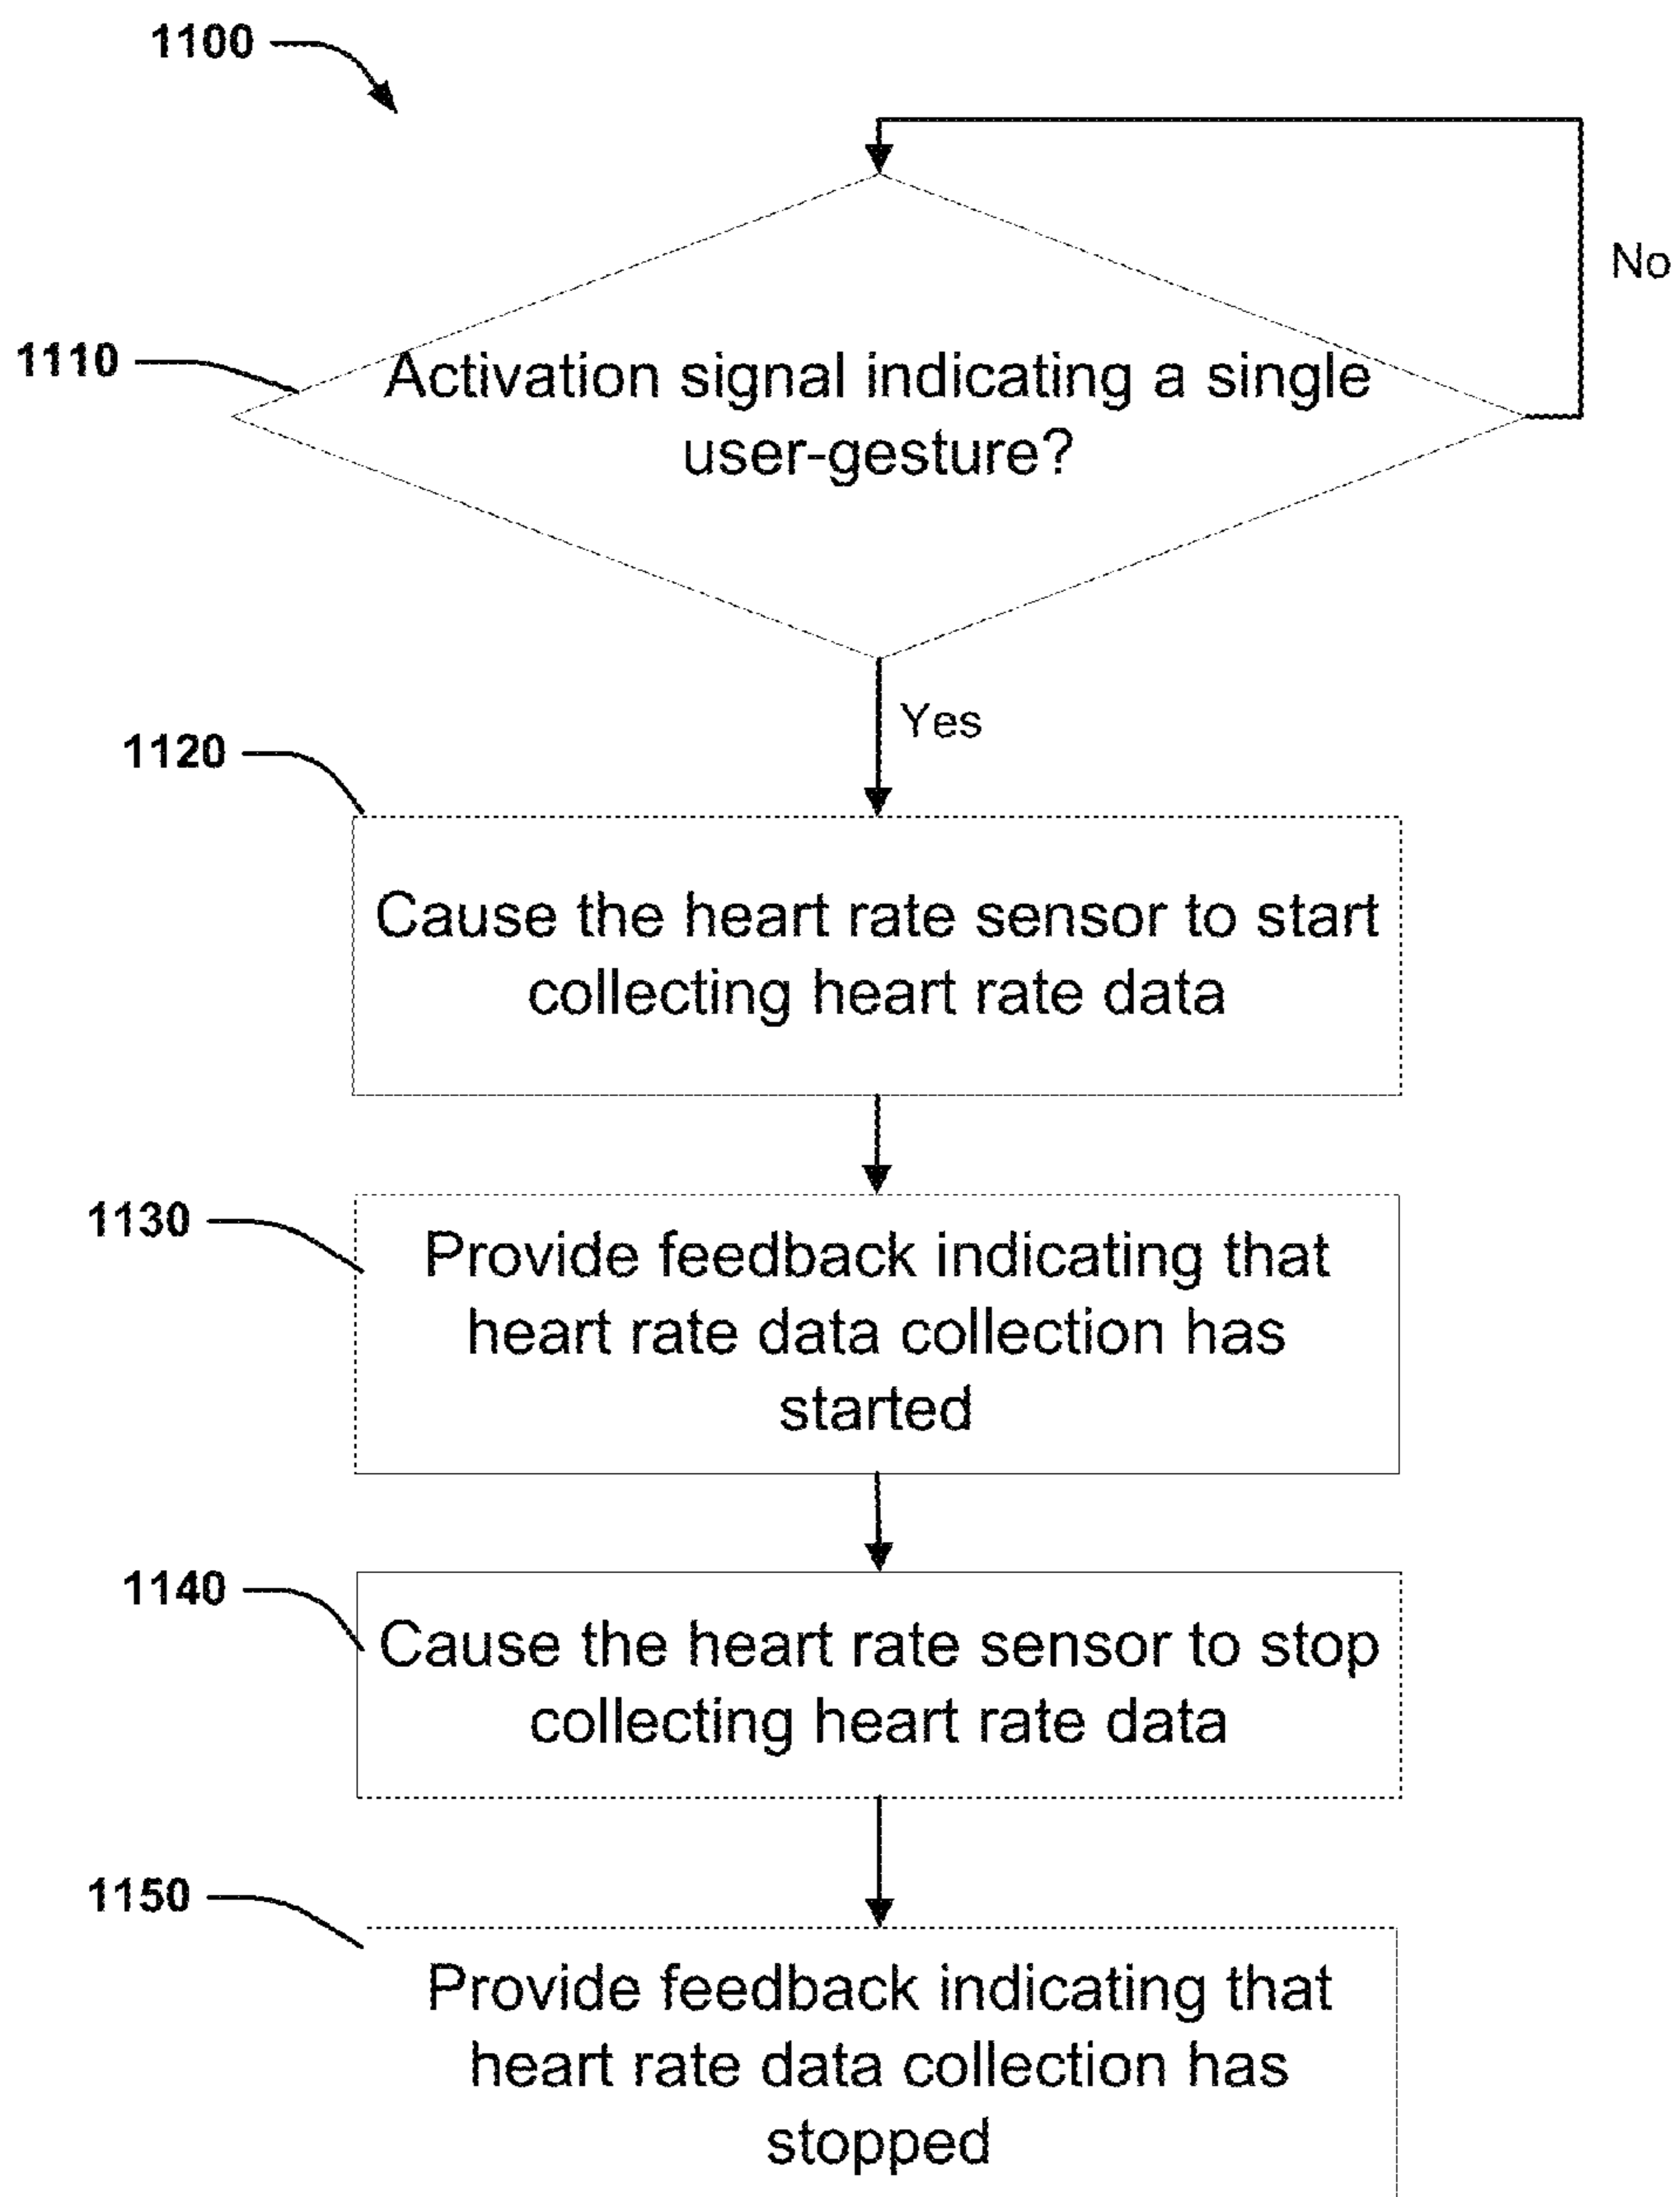 1100
No
1110
Activation signal indicating a single
user-gesture?
Yes
1120
Cause the heart rate sensor to start
collecting heart rate data
1130
Provide feedback indicating that
heart rate data collection has
started
1140
Cause the heart rate sensor to stop
collecting heart rate data
1150
Provide feedback indicating that
heart rate data collection has
stopped